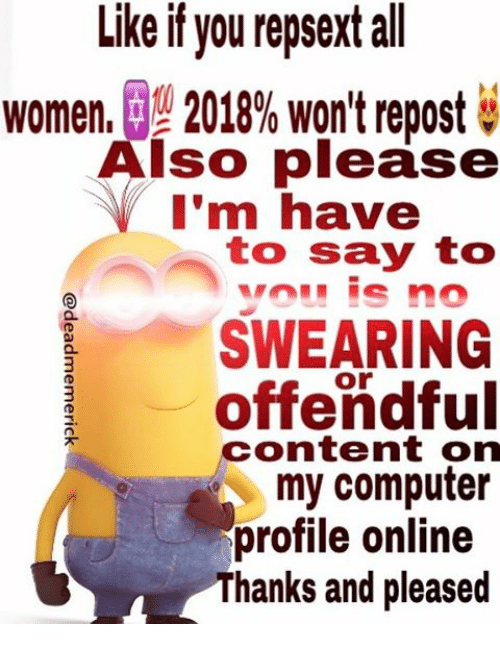 Like if you repsext all
women. 🔯💯 2018% won't repost 😻
Also please
I'm have
to say to
you is no
SWEARING
or
offendful
content on
my computer
profile online
Thanks and pleased
@deadmemerick